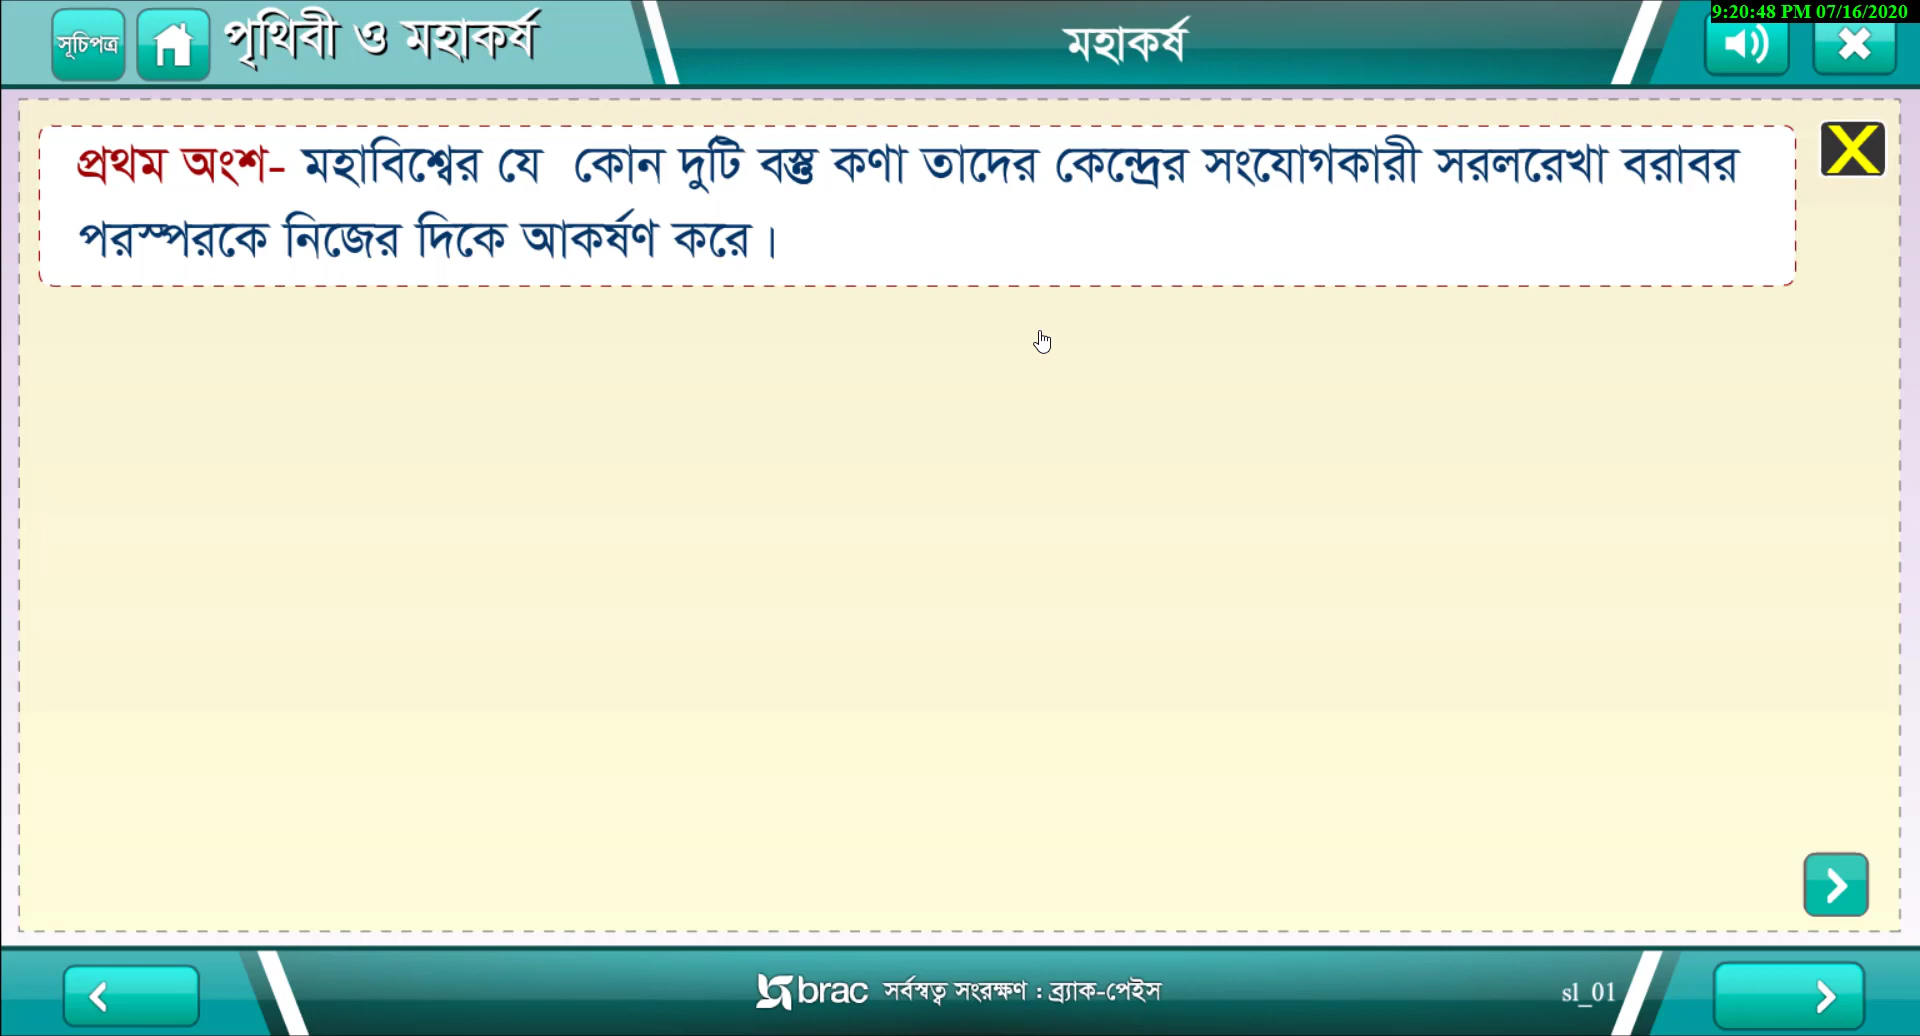 9:20:48 PM 07/16/2020
সূচিপত্র
পৃথিবী ও মহাকর্ষ
মহাকর্ষ
প্রথম অংশ- মহাবিশ্বের যে কোন দুটি বস্তু কণা তাদের কেন্দ্রের সংযোগকারী সরলরেখা বরাবর
পরস্পরকে নিজের দিকে আকর্ষণ করে।
X
brac সর্বস্বত্ব সংরক্ষণ : ব্র্যাক-পেইস
sl_01